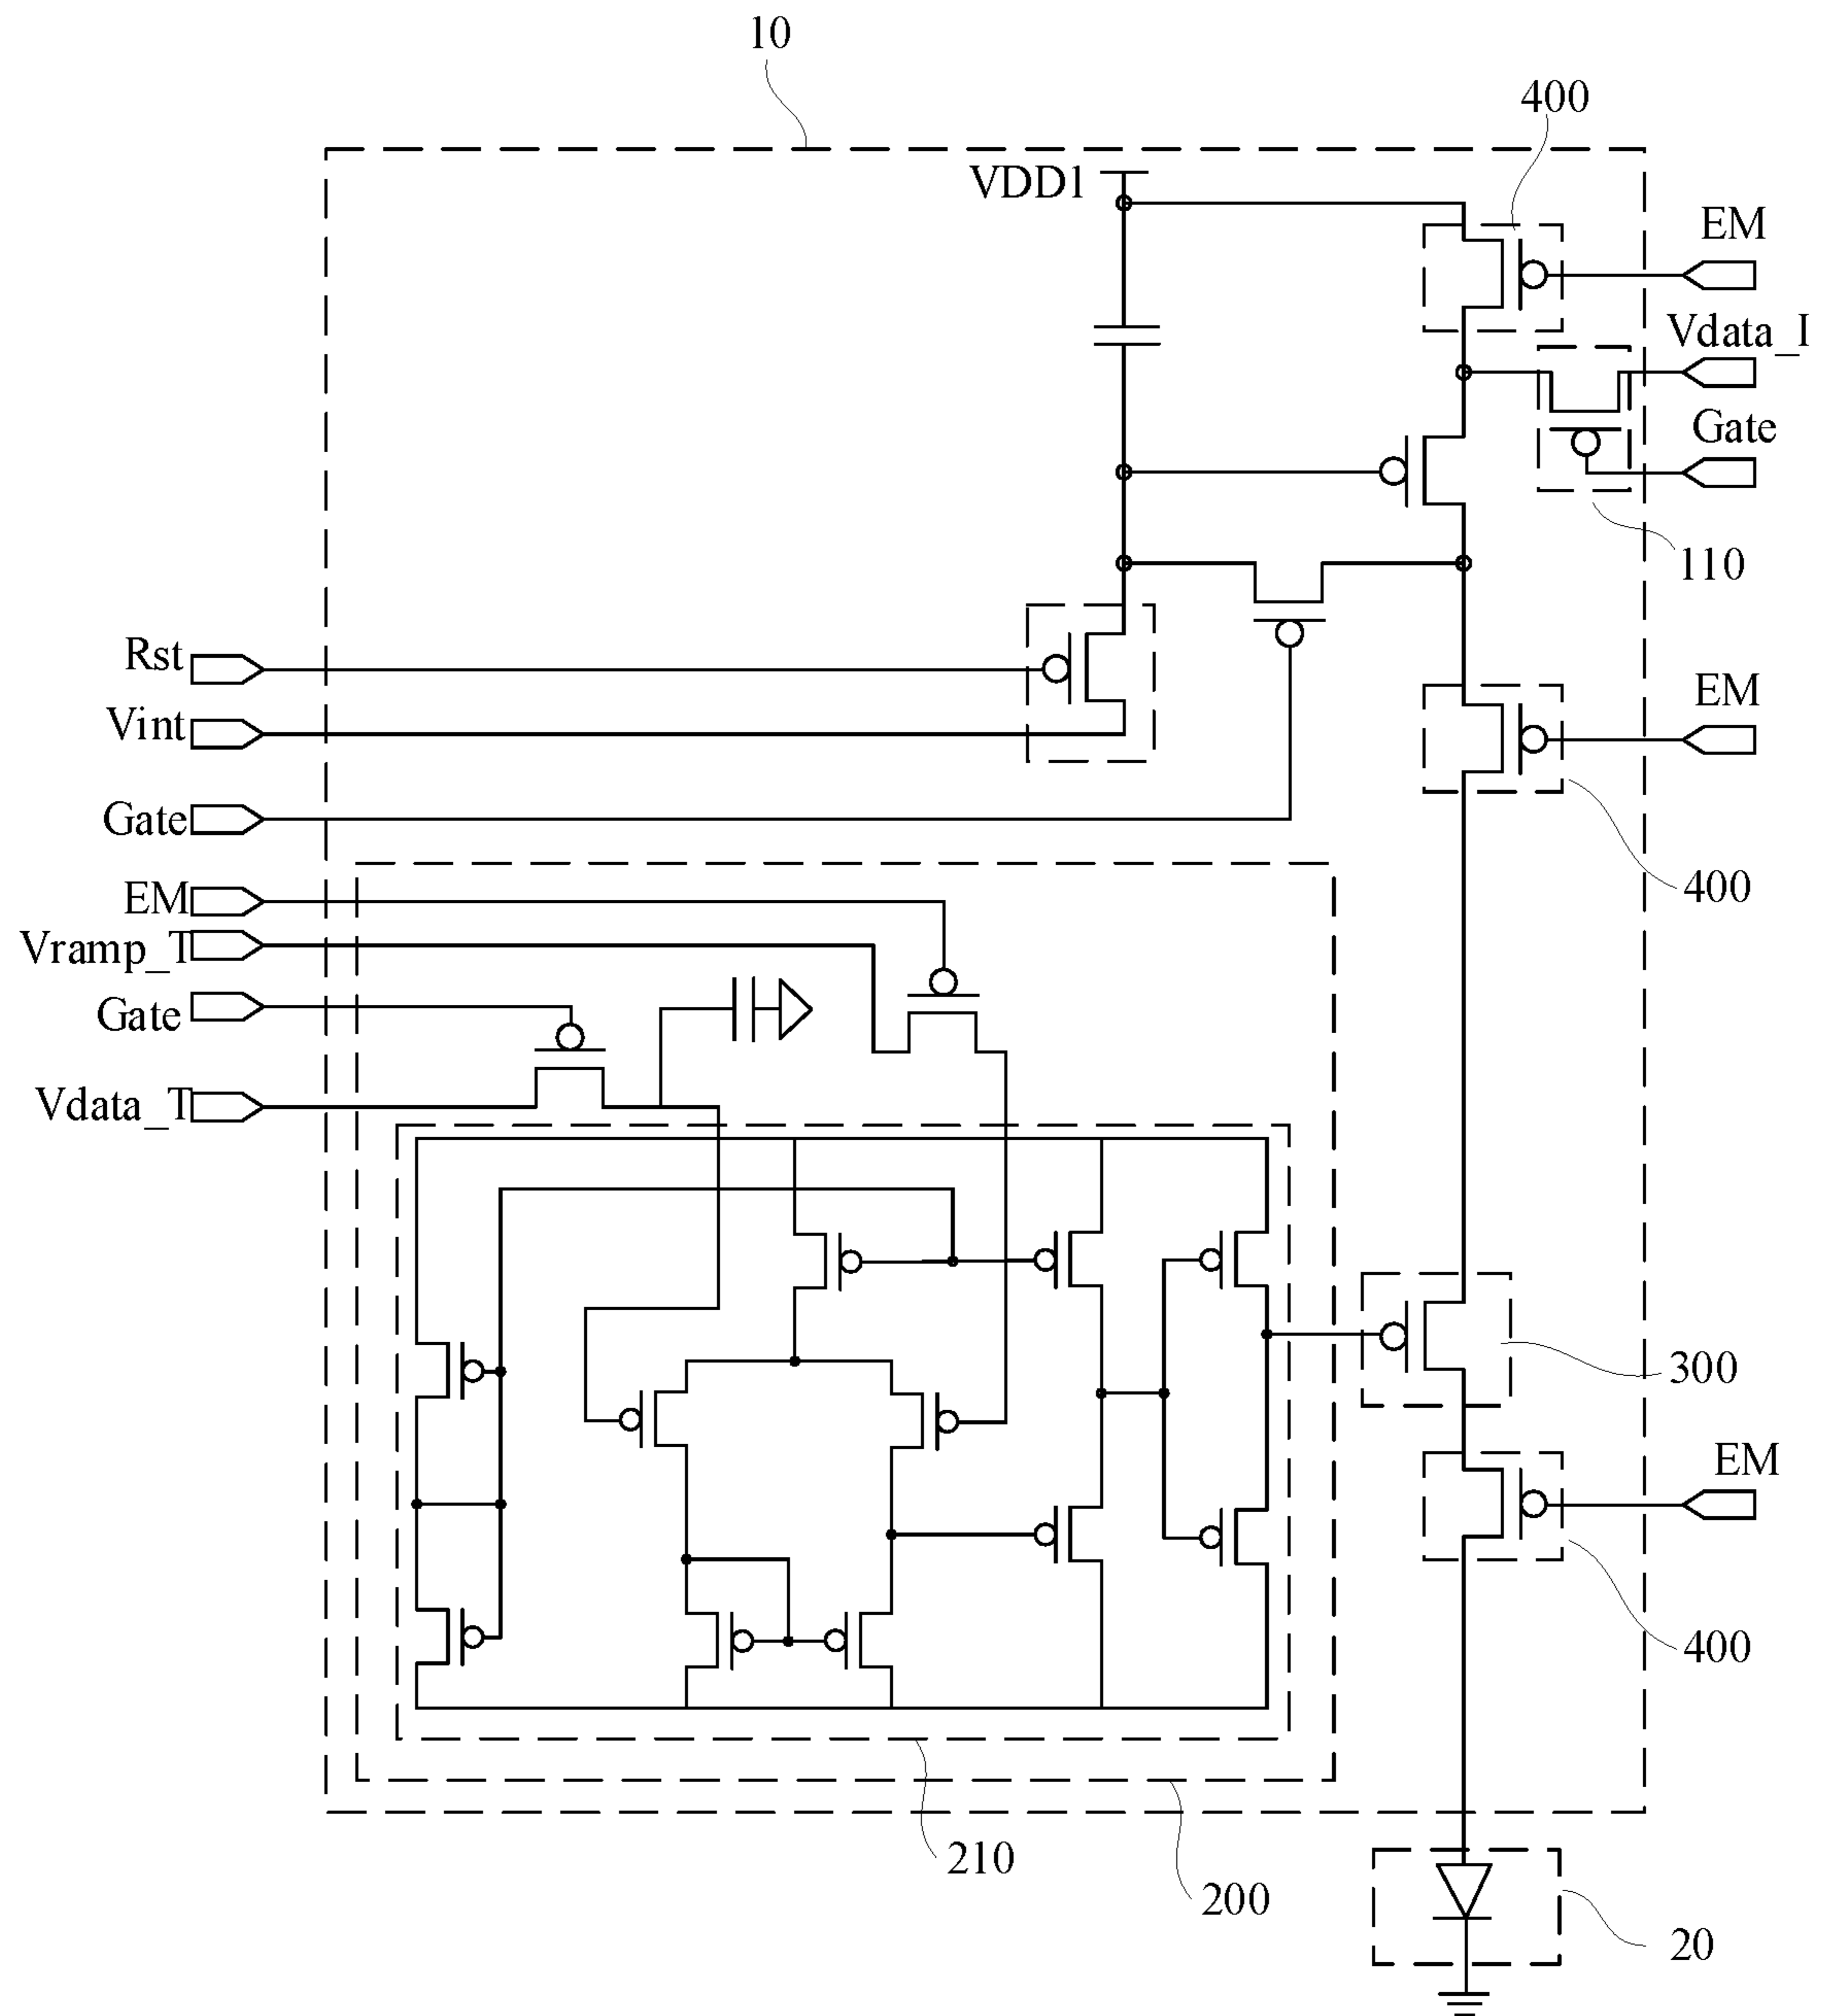 10
400
VDD1
EM
Vdata_I
Gate
110
Rst
Vint
EM
Gate
400
EM
Vramp_T
Gate
Vdata_T
300
EM
400
210
200
20